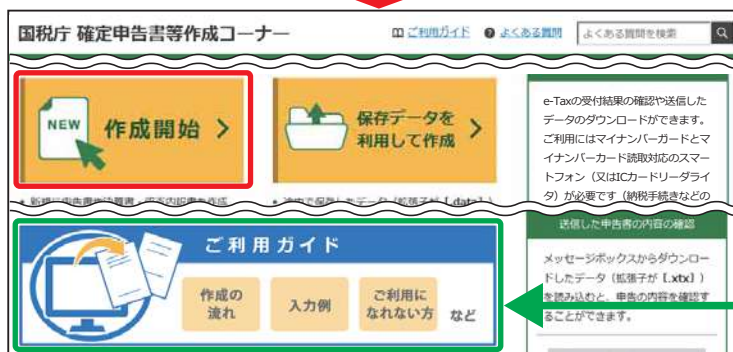 国税庁 確定申告書等作成コーナー
ご利用ガイド
よくある質問
よくある質問を検索
NEW
作成開始
保存データを
利用して作成
e-Taxの受付結果の確認や送信した
データのダウンロードができます。
ご利用にはマイナンバーカードとマ
イナンバーカード読取対応のスマー
トフォン（又はICカードリーダライ
タ）が必要です（納税手続きなどの
ご利用ガイド
作成の
流れ
入力例
ご利用に
なれない方
など
送信した申告書の内容の確認
メッセージボックスからダウンロー
ドしたデータ（拡張子が【.xtx】）
を読み込むと、申告の内容を確認す
ることができます。